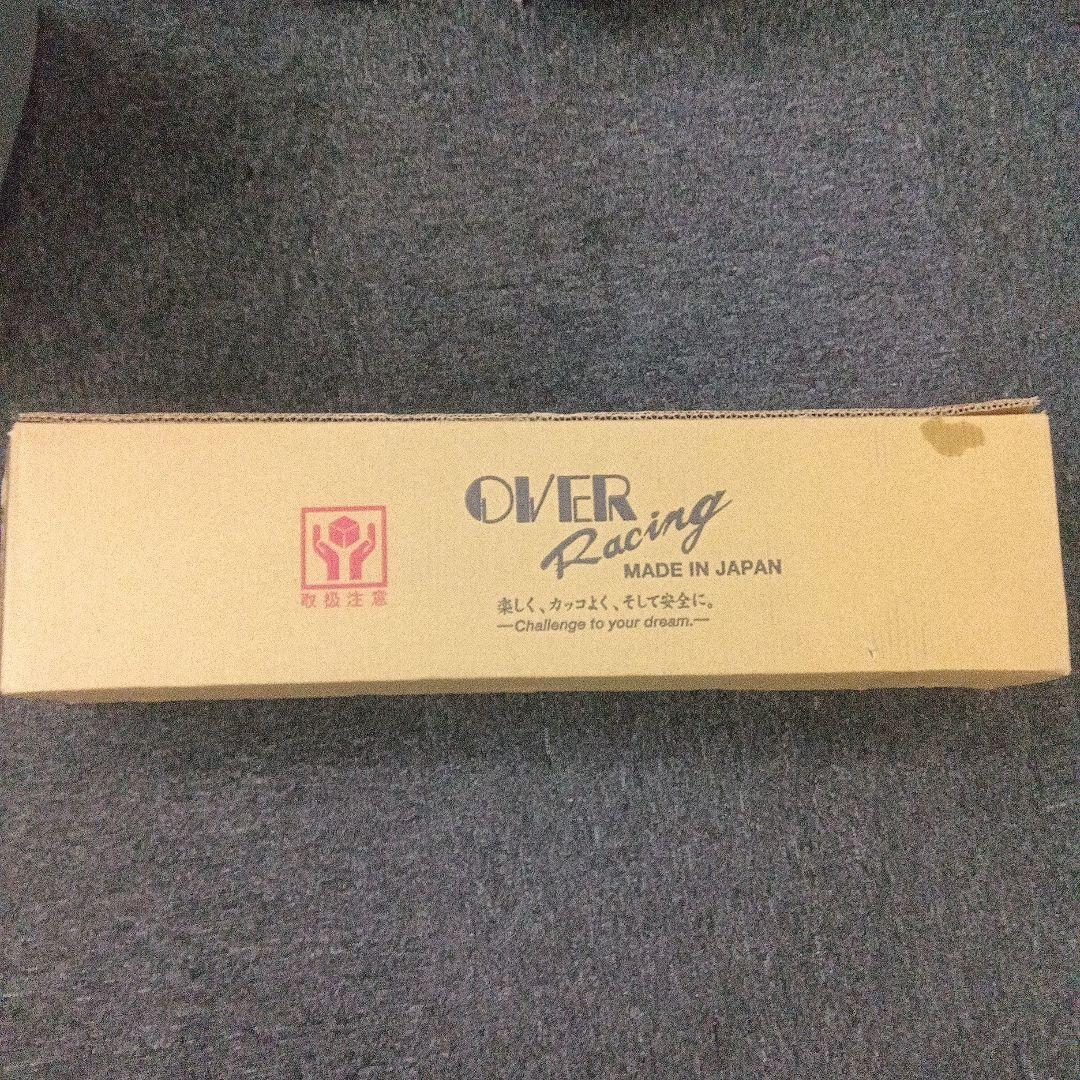 取扱注意
OVER
Racing
MADE IN JAPAN
楽しく、カッコよく、そして安全に。
—Challenge to your dream.—